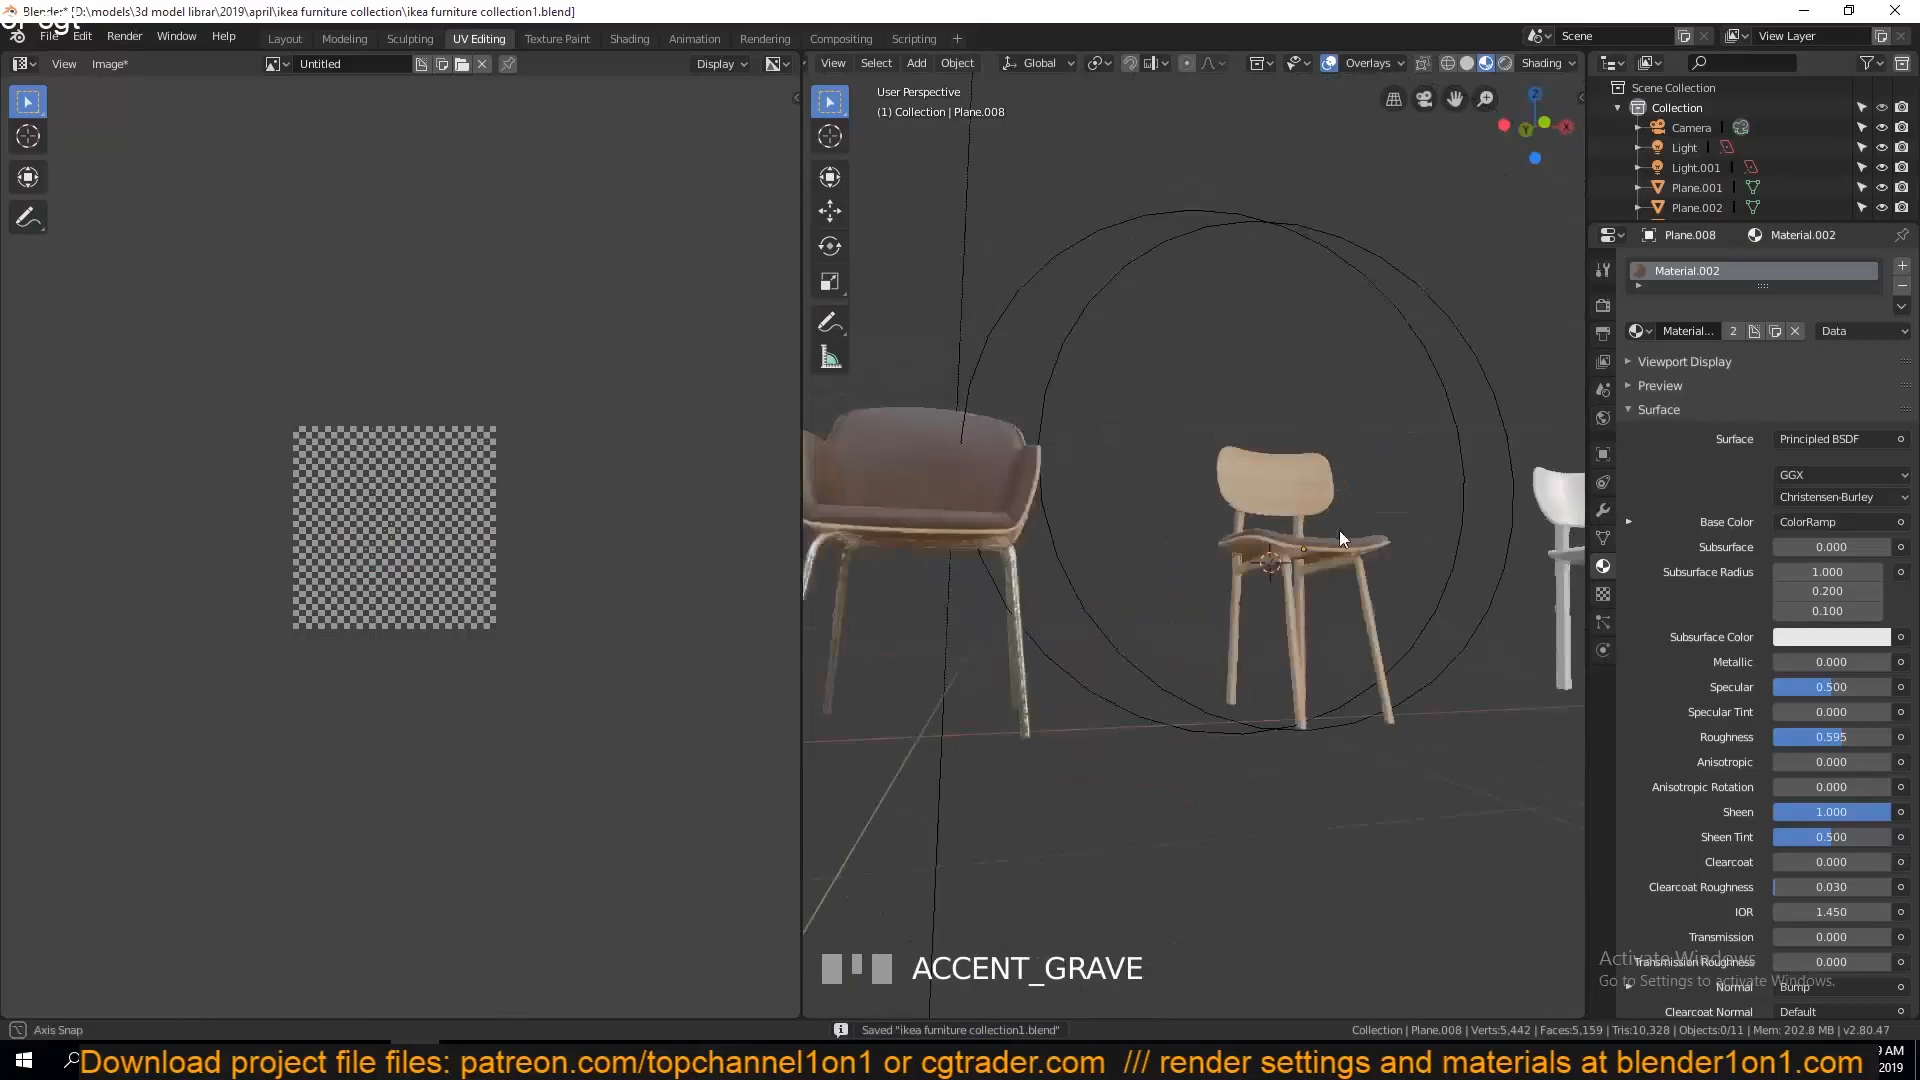 Blender* [D:\models\3d model librar\2019\april\ikea furniture collection\ikea furniture collection1.blend]
or cgt
File Edit Render Window Help Layout Modeling Sculpting UV Editing Texture Paint Shading Animation Rendering Compositing Scripting + Scene View Layer
View Image* Untitled Display View Select Add Object Global Overlays Shading
User Perspective
(1) Collection | Plane.008
Z
Y
X
Scene Collection
Collection
Camera
Light
Light.001
Plane.001
Plane.002
Plane.008 Material.002
Material.002
Material... 2 Data
Viewport Display
Preview
Surface
Surface Principled BSDF
GGX
Christensen-Burley
Base Color ColorRamp
Subsurface 0.000
Subsurface Radius 1.000
0.200
0.100
Subsurface Color
Metallic 0.000
Specular 0.500
Specular Tint 0.000
Roughness 0.595
Anisotropic 0.000
Anisotropic Rotation 0.000
Sheen 1.000
Sheen Tint 0.500
Clearcoat 0.000
Clearcoat Roughness 0.030
IOR 1.450
Transmission 0.000
Transmission Roughness 0.000
Normal Bump
Clearcoat Normal Default
Activate Windows
Go to Settings to activate Windows.
ACCENT_GRAVE
Axis Snap Saved "ikea furniture collection1.blend" Collection | Plane.008 | Verts:5,442 | Faces:5,159 | Tris:10,328 | Objects:0/11 | Mem: 202.8 MB | v2.80.47
Download project file files: patreon.com/topchannel1on1 or cgtrader.com /// render settings and materials at blender1on1.com
9 AM
2019